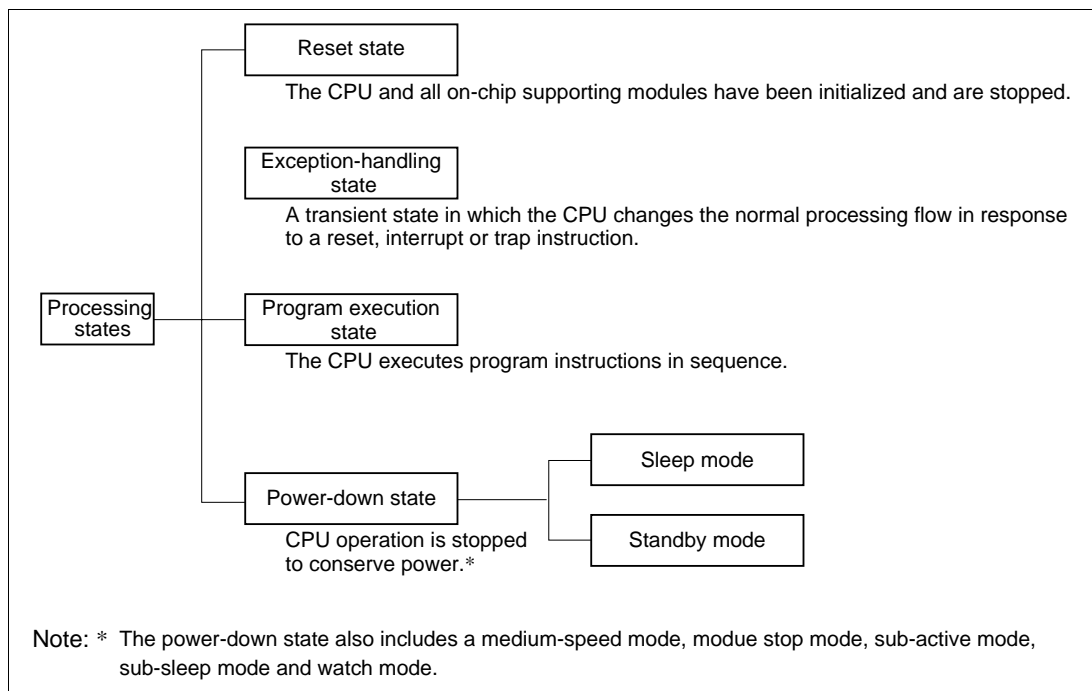 Reset state
The CPU and all on-chip supporting modules have been initialized and are stopped.
Exception-handling
state
A transient state in which the CPU changes the normal processing flow in response
to a reset, interrupt or trap instruction.
Processing
states
Program execution
state
The CPU executes program instructions in sequence.
Power-down state
CPU operation is stopped
to conserve power.*
Sleep mode
Standby mode
Note: * The power-down state also includes a medium-speed mode, modue stop mode, sub-active mode,
sub-sleep mode and watch mode.